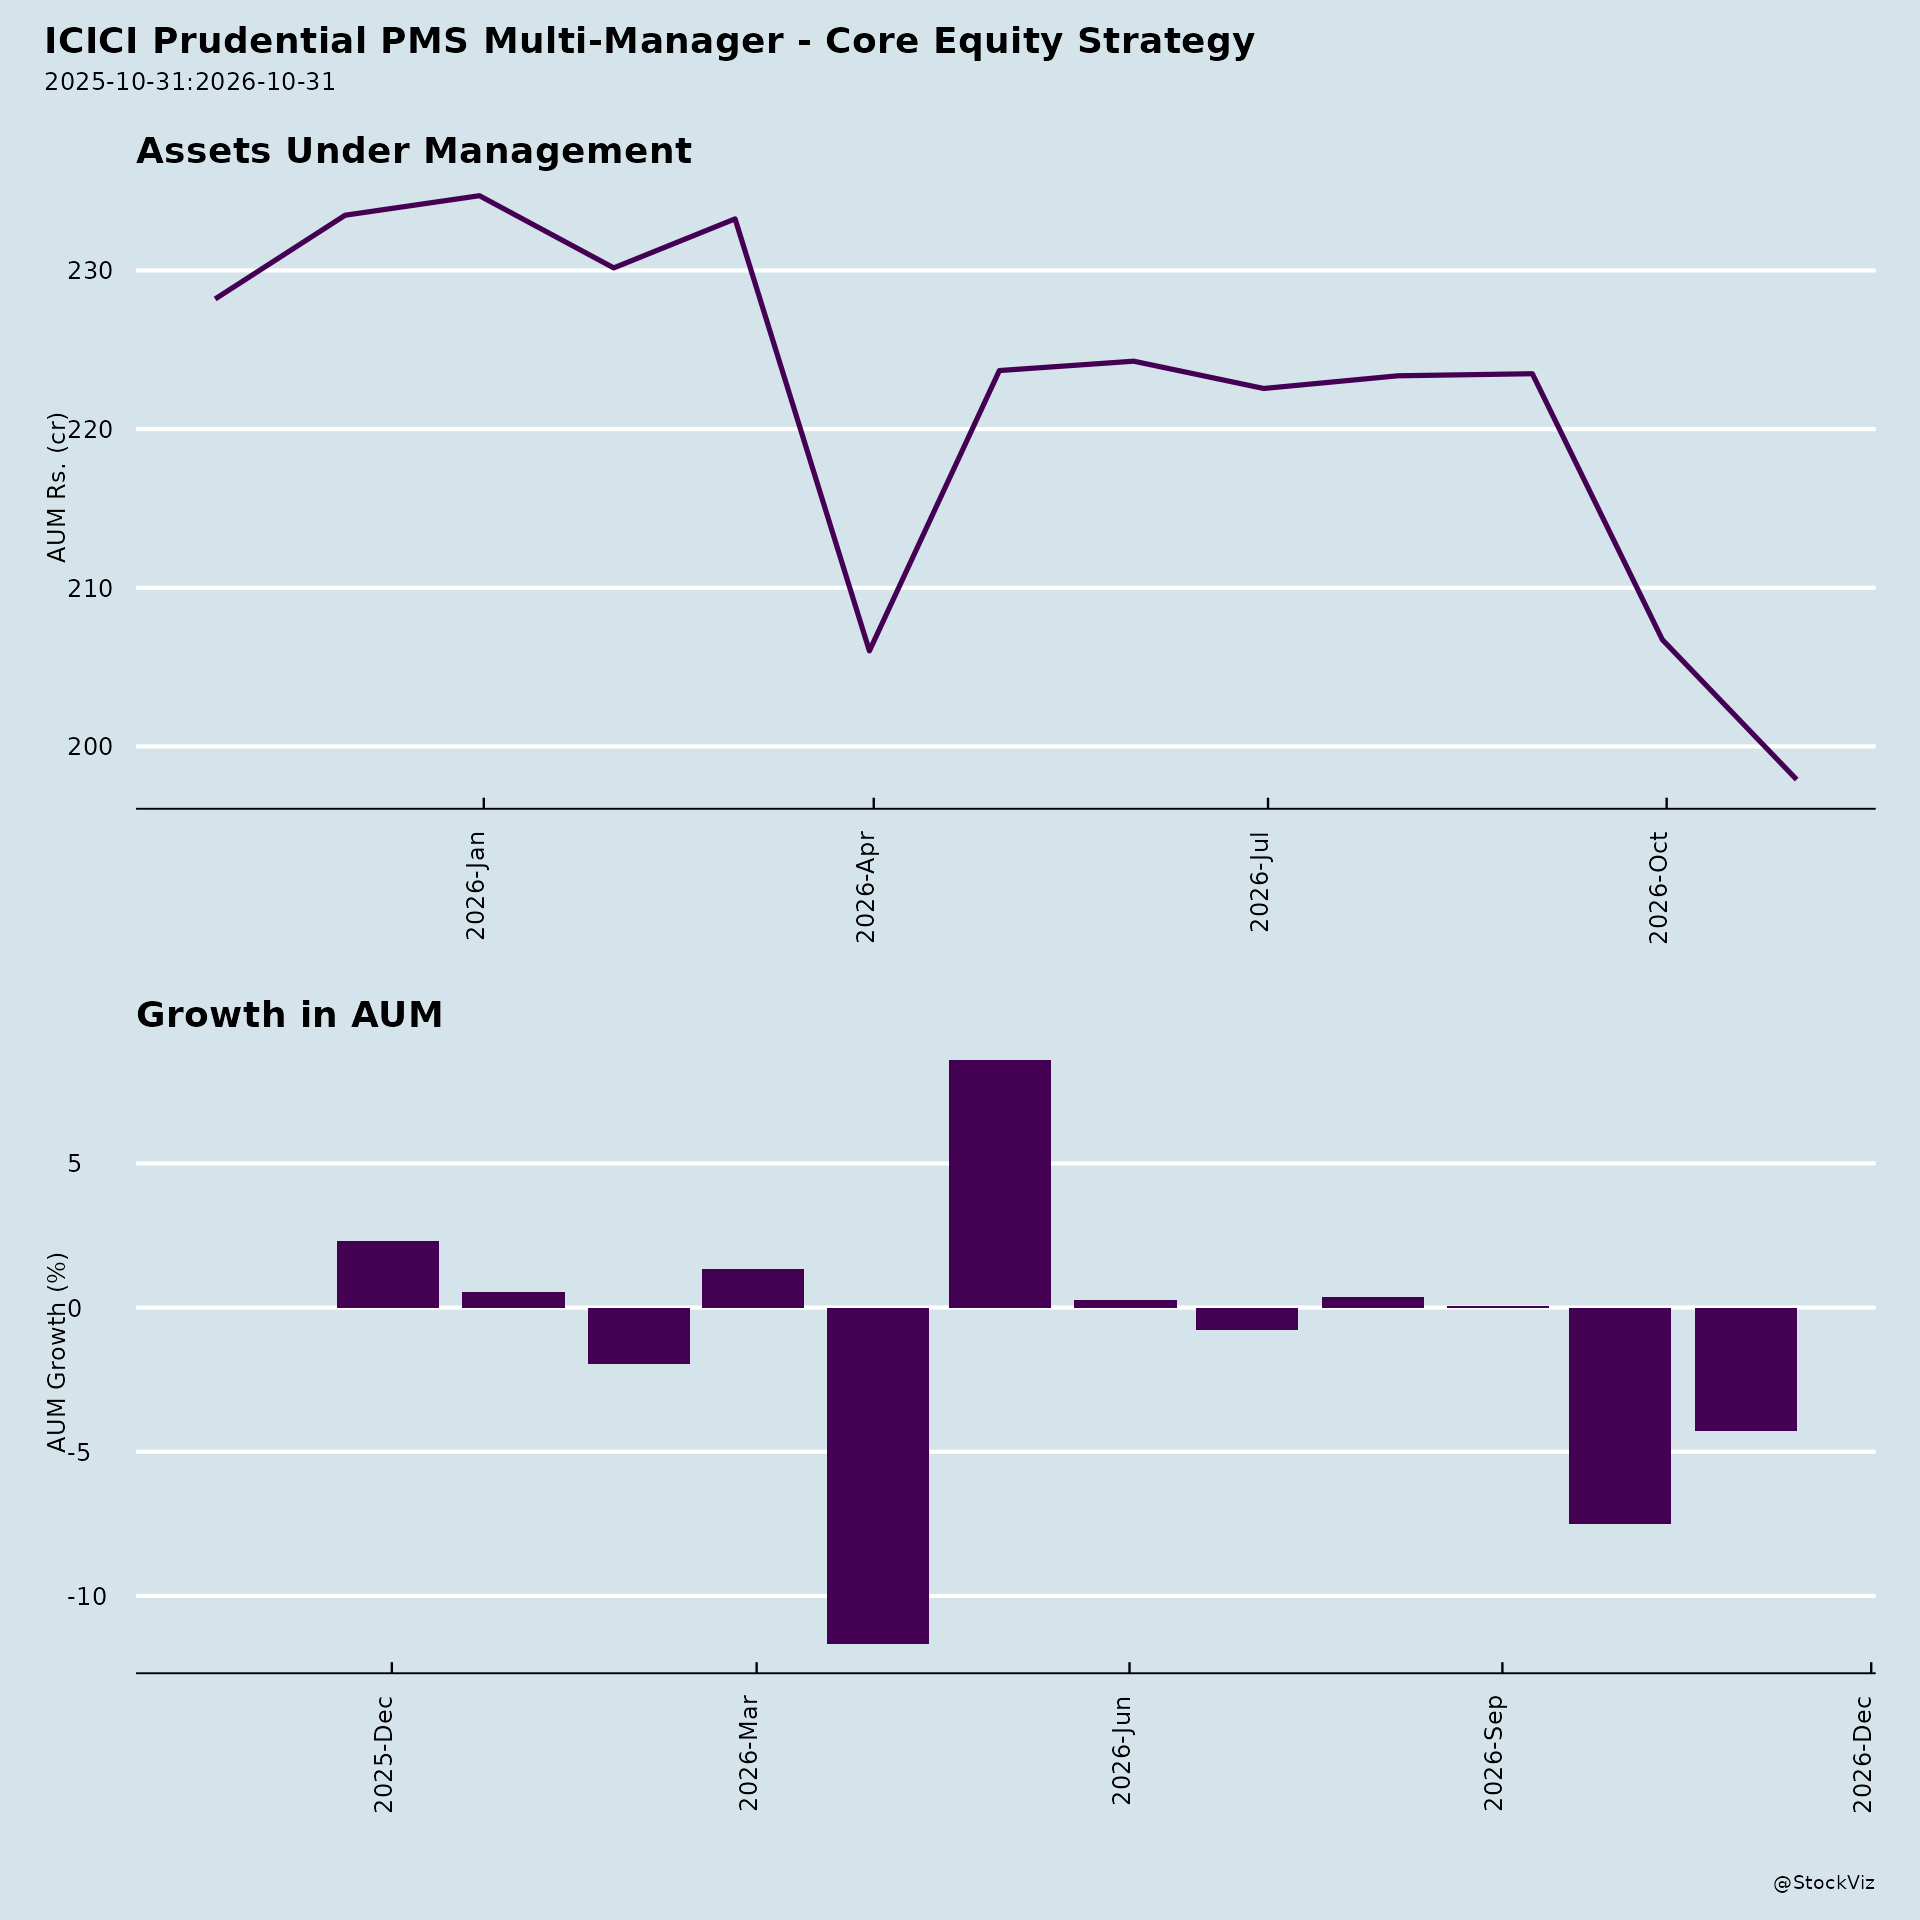 ICICI Prudential PMS Multi-Manager - Core Equity Strategy
2025-10-31:2026-10-31
Assets Under Management
AUM Rs. (cr)
230
220
210
200
2026-Jan
2026-Apr
2026-Jul
2026-Oct
Growth in AUM
AUM Growth (%)
5
0
-5
-10
2025-Dec
2026-Mar
2026-Jun
2026-Sep
2026-Dec
@StockViz